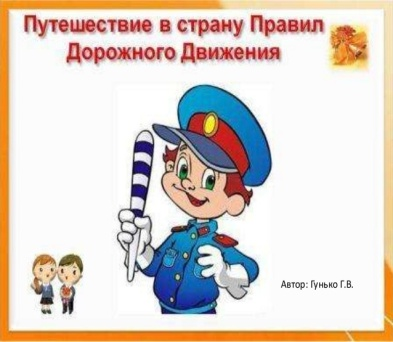 Путешествие в страну Правил
Дорожного Движения
Автор: Гунько Г.В.